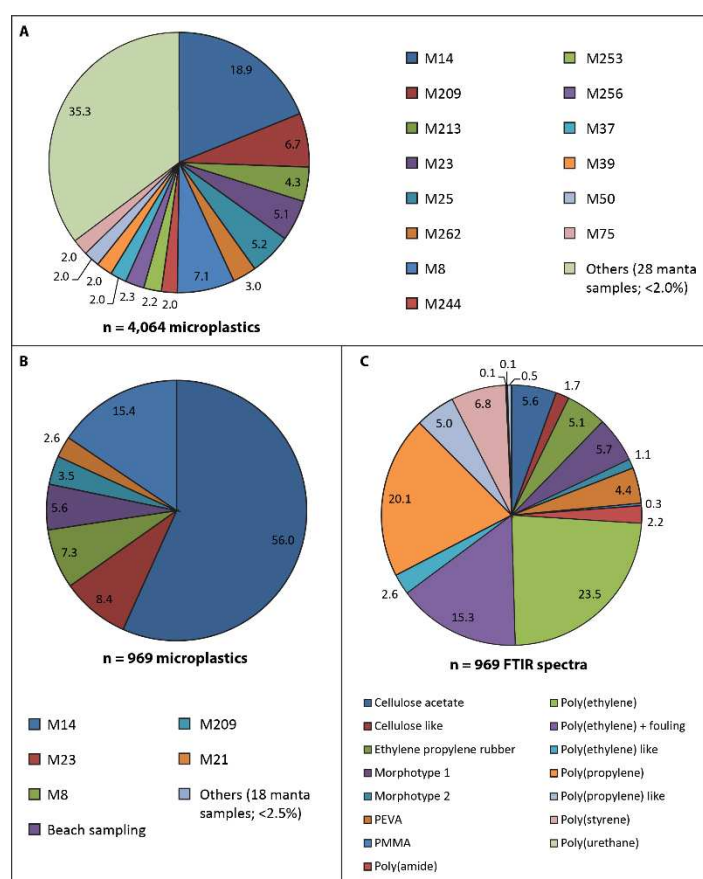 A
18.9
6.7
4.3
5.1
5.2
3.0
7.1
2.0
2.2
2.3
2.0
2.0
2.0
2.0
35.3
n = 4,064 microplastics
M14
M209
M213
M23
M25
M262
M8
M244
M253
M256
M37
M39
M50
M75
Others (28 manta
samples; <2.0%)
B
56.0
8.4
7.3
5.6
3.5
2.6
15.4
n = 969 microplastics
M14
M23
M8
Beach sampling
M209
M21
Others (18 manta
samples; <2.5%)
C
5.6
1.7
5.1
5.7
1.1
4.4
0.3
2.2
23.5
15.3
2.6
20.1
5.0
6.8
0.1
0.1
0.5
n = 969 FTIR spectra
Cellulose acetate
Cellulose like
Ethylene propylene rubber
Morphotype 1
Morphotype 2
PEVA
PMMA
Poly(amide)
Poly(ethylene)
Poly(ethylene) + fouling
Poly(ethylene) like
Poly(propylene)
Poly(propylene) like
Poly(styrene)
Poly(urethane)